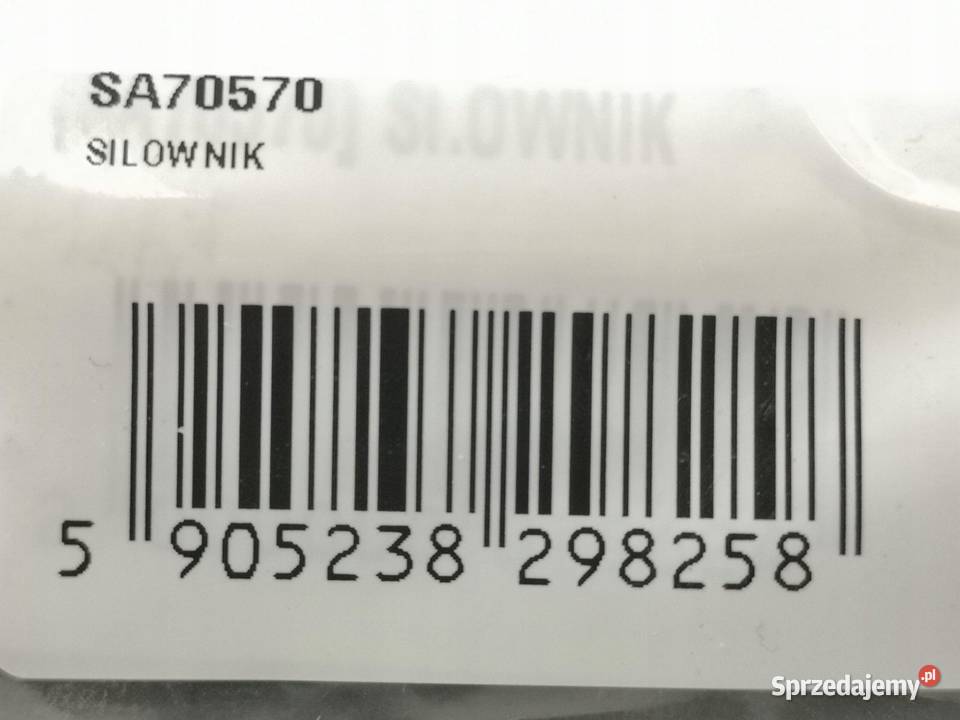 SA70570
SILOWNIK
5 905238 298258
Sprzedajemy.pl